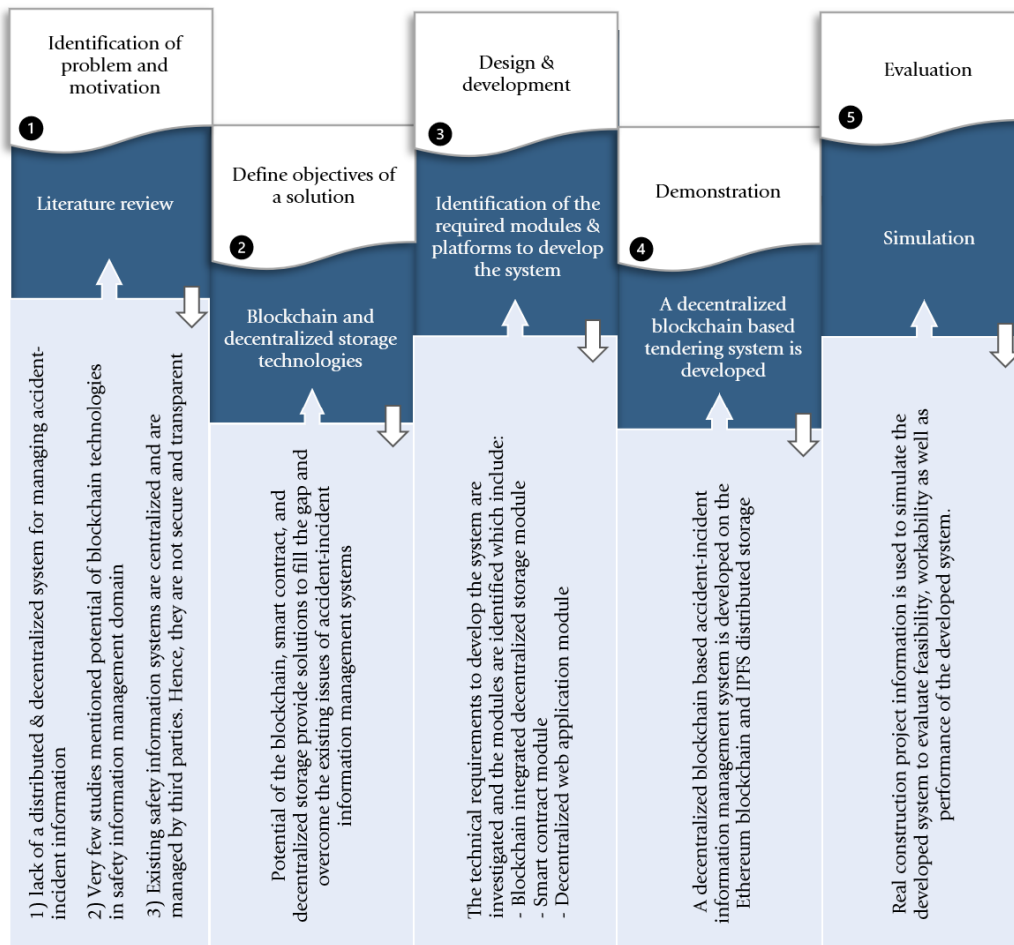 Identification of
problem and
motivation
1
Literature review
1) lack of a distributed & decentralized system for managing accident-
incident information
2) Very few studies mentioned potential of blockchain technologies
in safety information management domain
3) Existing safety information systems are centralized and are
managed by third parties. Hence, they are not secure and transparent
Define objectives of
a solution
2
Blockchain and
decentralized storage
technologies
Potential of the blockchain, smart contract, and
decentralized storage provide solutions to fill the gap and
overcome the existing issues of accident-incident
information management systems
Design &
development
3
Identification of the
required modules &
platforms to develop
the system
The technical requirements to develop the system are
investigated and the modules are identified which include:
- Blockchain integrated decentralized storage module
- Smart contract module
- Decentralized web application module
Demonstration
4
A decentralized
blockchain based
tendering system is
developed
A decentralized blockchain based accident-incident
information management system is developed on the
Ethereum blockchain and IPFS distributed storage
Evaluation
5
Simulation
Real construction project information is used to simulate the
developed system to evaluate feasibility, workability as well as
performance of the developed system.